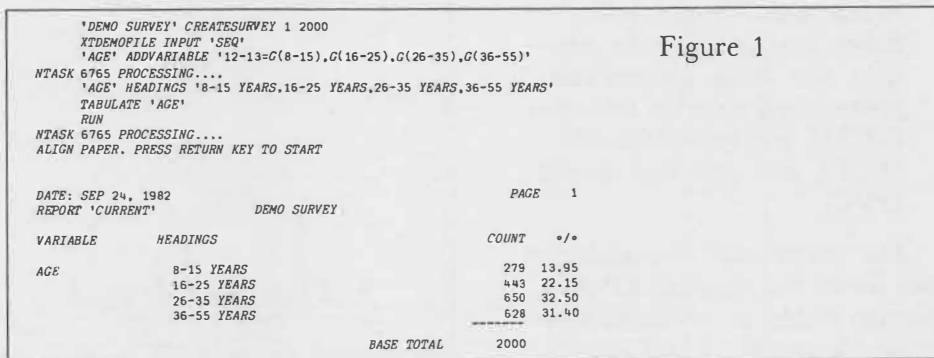 'DEMO SURVEY' CREATESURVEY 1 2000
XTDEMOFILE INPUT 'SEQ'
Figure 1
'AGE' ADDVARIABLE '12-13=G(8-15),G(16-25),G(26-35),G(36-55)'
NTASK 6765 PROCESSING....
'AGE' HEADINGS '8-15 YEARS,16-25 YEARS,26-35 YEARS,36-55 YEARS'
TABULATE 'AGE'
RUN
NTASK 6765 PROCESSING....
ALIGN PAPER. PRESS RETURN KEY TO START
DATE: SEP 24, 1982 PAGE 1
REPORT 'CURRENT' DEMO SURVEY
VARIABLE HEADINGS COUNT o/o
AGE 8-15 YEARS 279 13.95
16-25 YEARS 443 22.15
26-35 YEARS 650 32.50
36-55 YEARS 628 31.40
--------
BASE TOTAL 2000